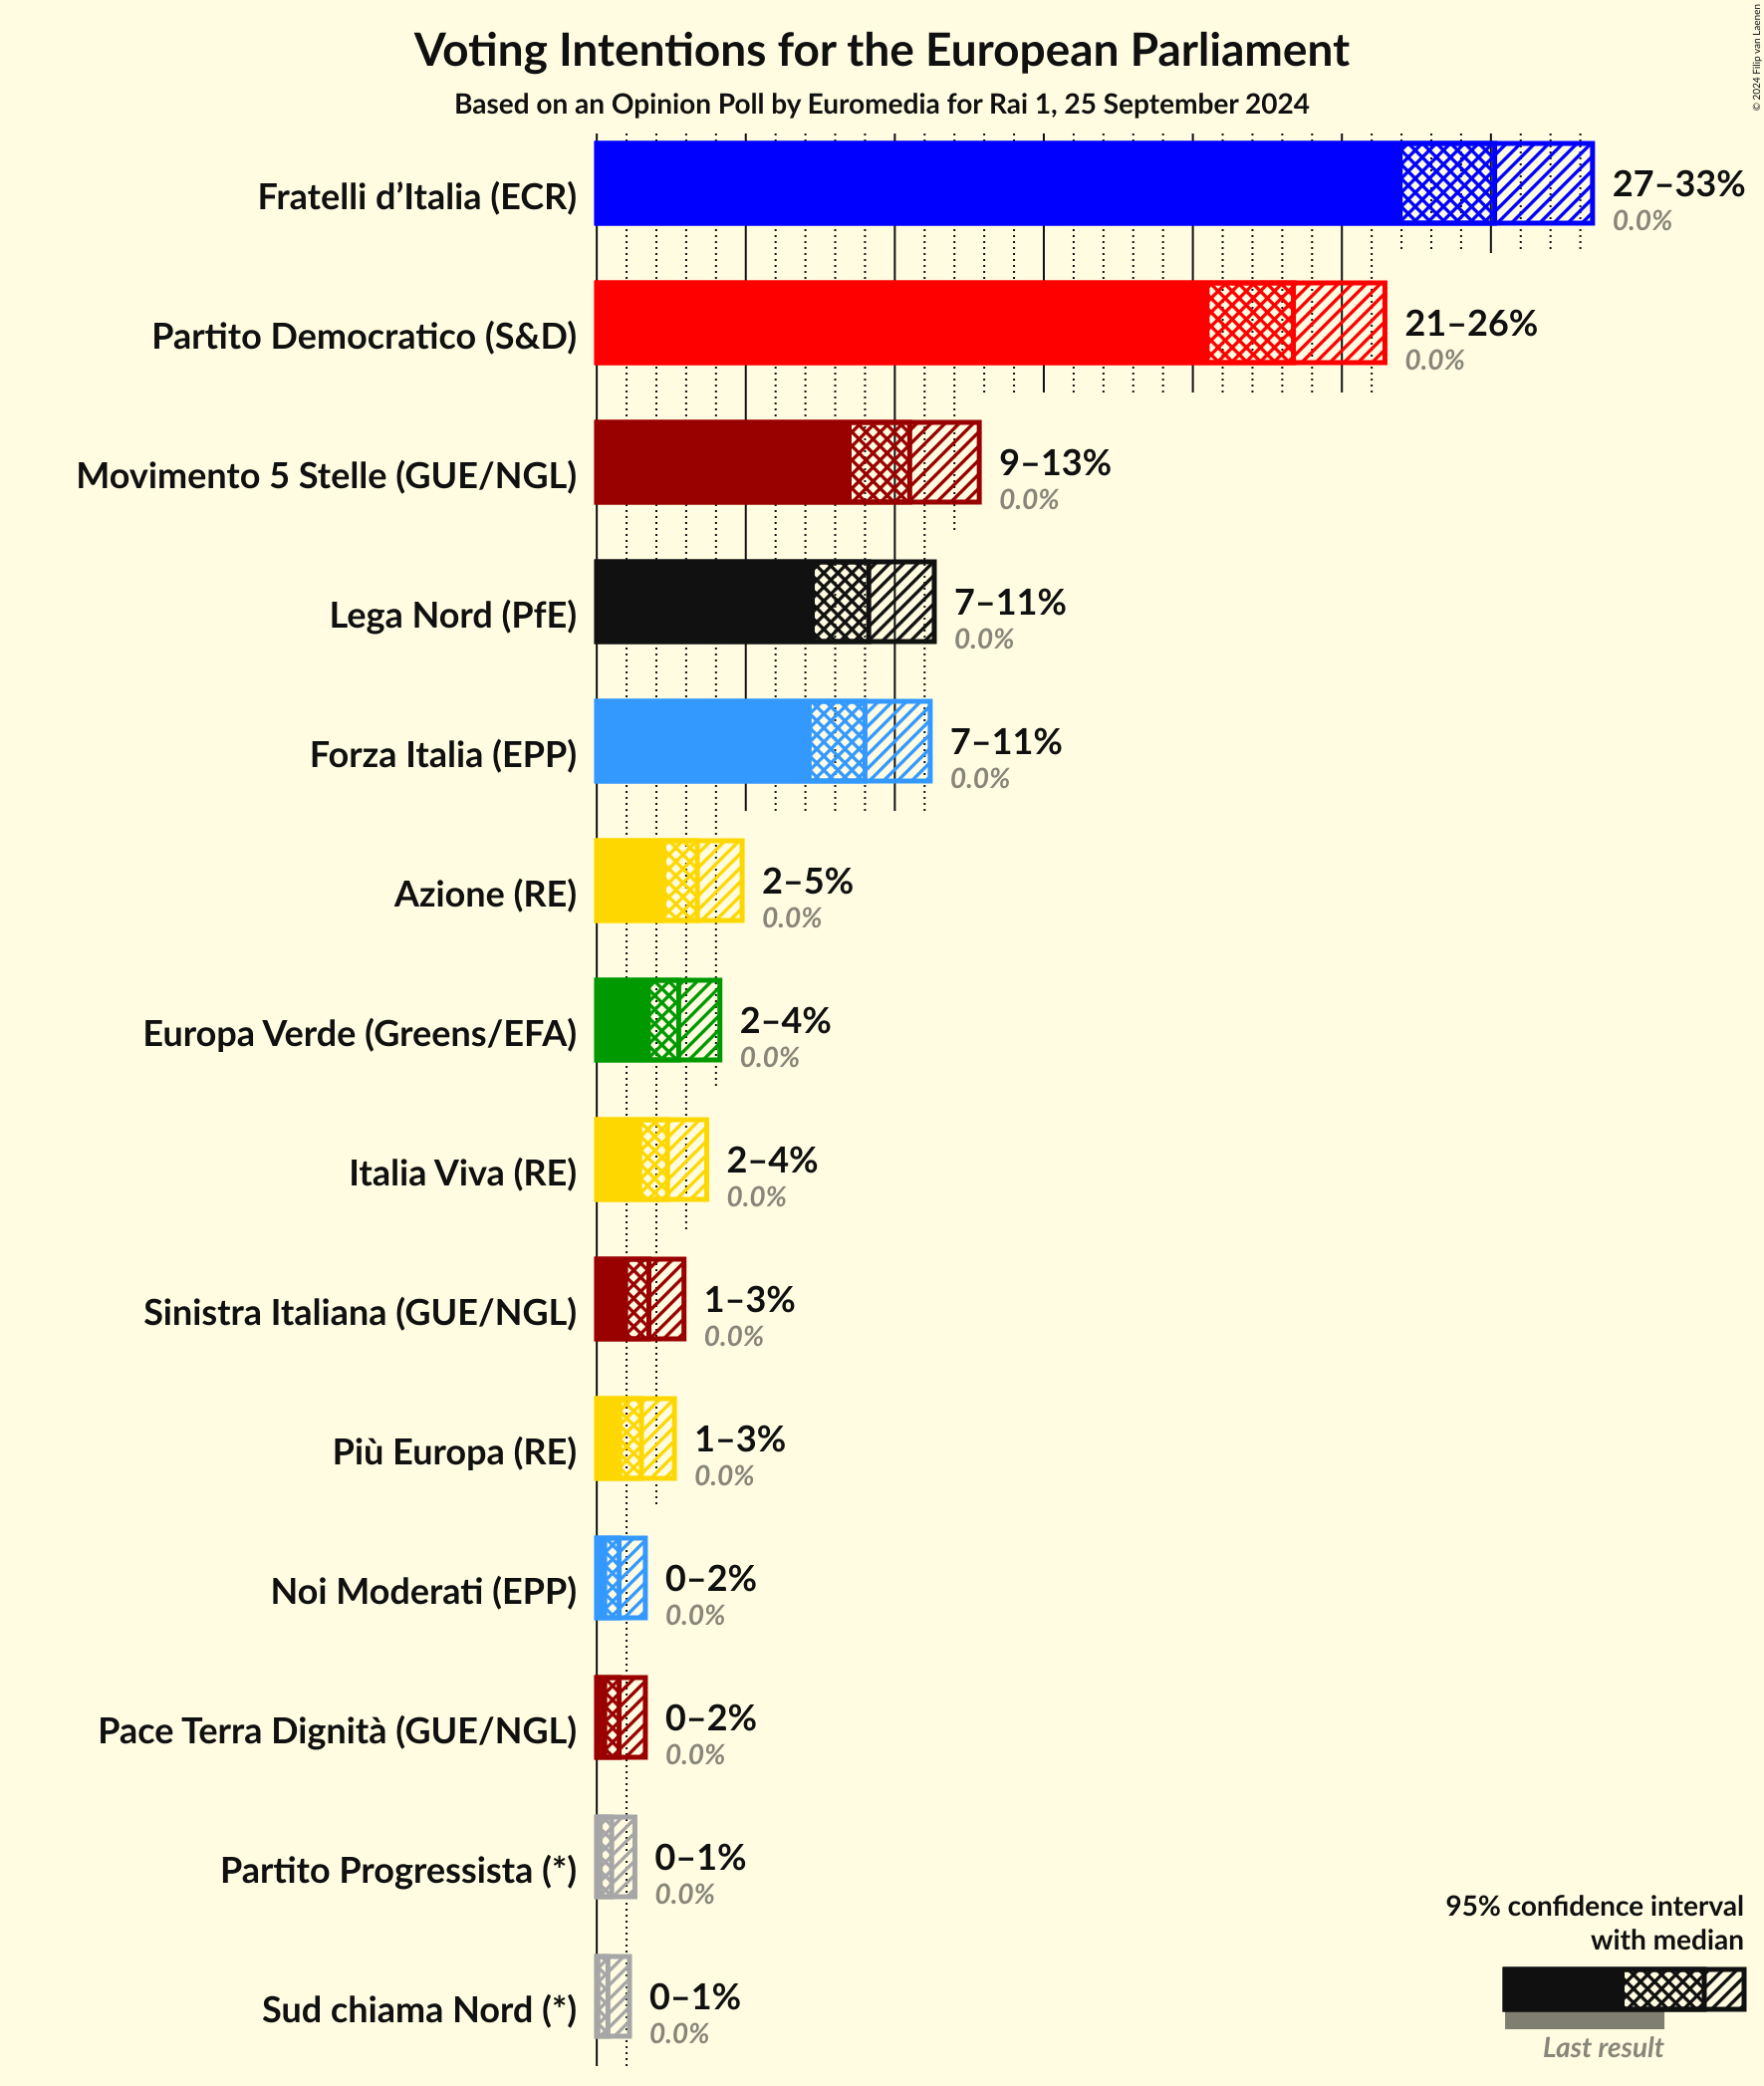 © 2024 Filip van Laenen
Voting Intentions for the European Parliament
Based on an Opinion Poll by Euromedia for Rai 1, 25 September 2024
Fratelli d’Italia (ECR)
27–33%
0.0%
Partito Democratico (S&D)
21–26%
0.0%
Movimento 5 Stelle (GUE/NGL)
9–13%
0.0%
Lega Nord (PfE)
7–11%
0.0%
Forza Italia (EPP)
7–11%
0.0%
Azione (RE)
2–5%
0.0%
Europa Verde (Greens/EFA)
2–4%
0.0%
Italia Viva (RE)
2–4%
0.0%
Sinistra Italiana (GUE/NGL)
1–3%
0.0%
Più Europa (RE)
1–3%
0.0%
Noi Moderati (EPP)
0–2%
0.0%
Pace Terra Dignità (GUE/NGL)
0–2%
0.0%
Partito Progressista (*)
0–1%
0.0%
Sud chiama Nord (*)
0–1%
0.0%
95% confidence interval
with median
Last result